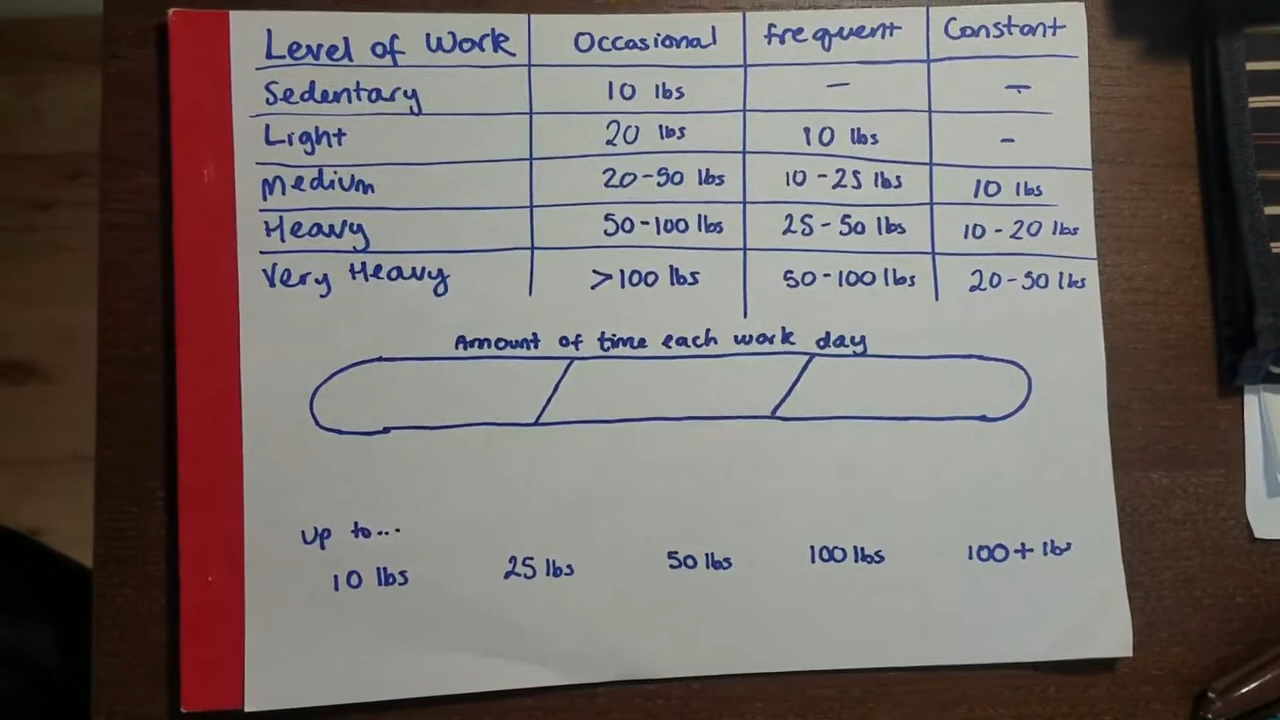 Level of Work Occasional Frequent Constant
Sedentary 10 lbs — —
Light 20 lbs 10 lbs -
Medium 20-50 lbs 10-25 lbs 10 lbs
Heavy 50-100 lbs 25-50 lbs 10-20 lbs
Very Heavy >100 lbs 50-100 lbs 20-50 lbs
Amount of time each work day
up to...
10 lbs 25 lbs 50 lbs 100 lbs 100+ lbs